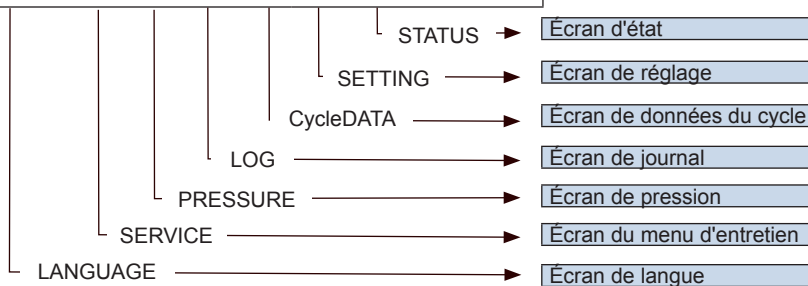 STATUS Écran d'état
SETTING Écran de réglage
CycleDATA Écran de données du cycle
LOG Écran de journal
PRESSURE Écran de pression
SERVICE Écran du menu d'entretien
LANGUAGE Écran de langue